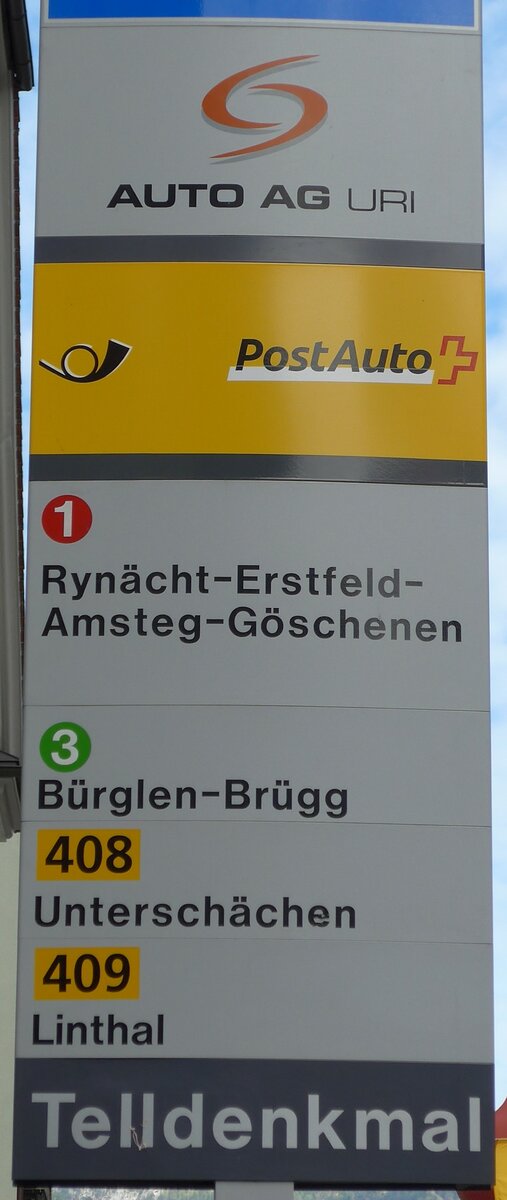 AUTO AG URI
PostAuto
1
Rynächt-Erstfeld-
Amsteg-Göschenen
3
Bürglen-Brügg
408
Unterschächen
409
Linthal
Telldenkmal